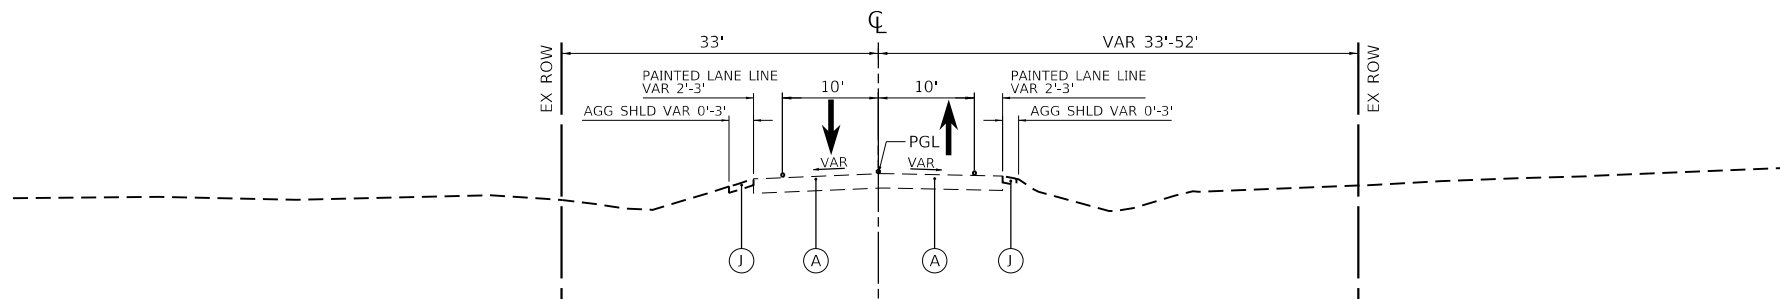 ℄
33'
VAR 33'-52'
EX ROW
EX ROW
PAINTED LANE LINE
VAR 2'-3'
10'
10'
PAINTED LANE LINE
VAR 2'-3'
AGG SHLD VAR 0'-3'
AGG SHLD VAR 0'-3'
PGL
VAR
VAR
J
A
A
J